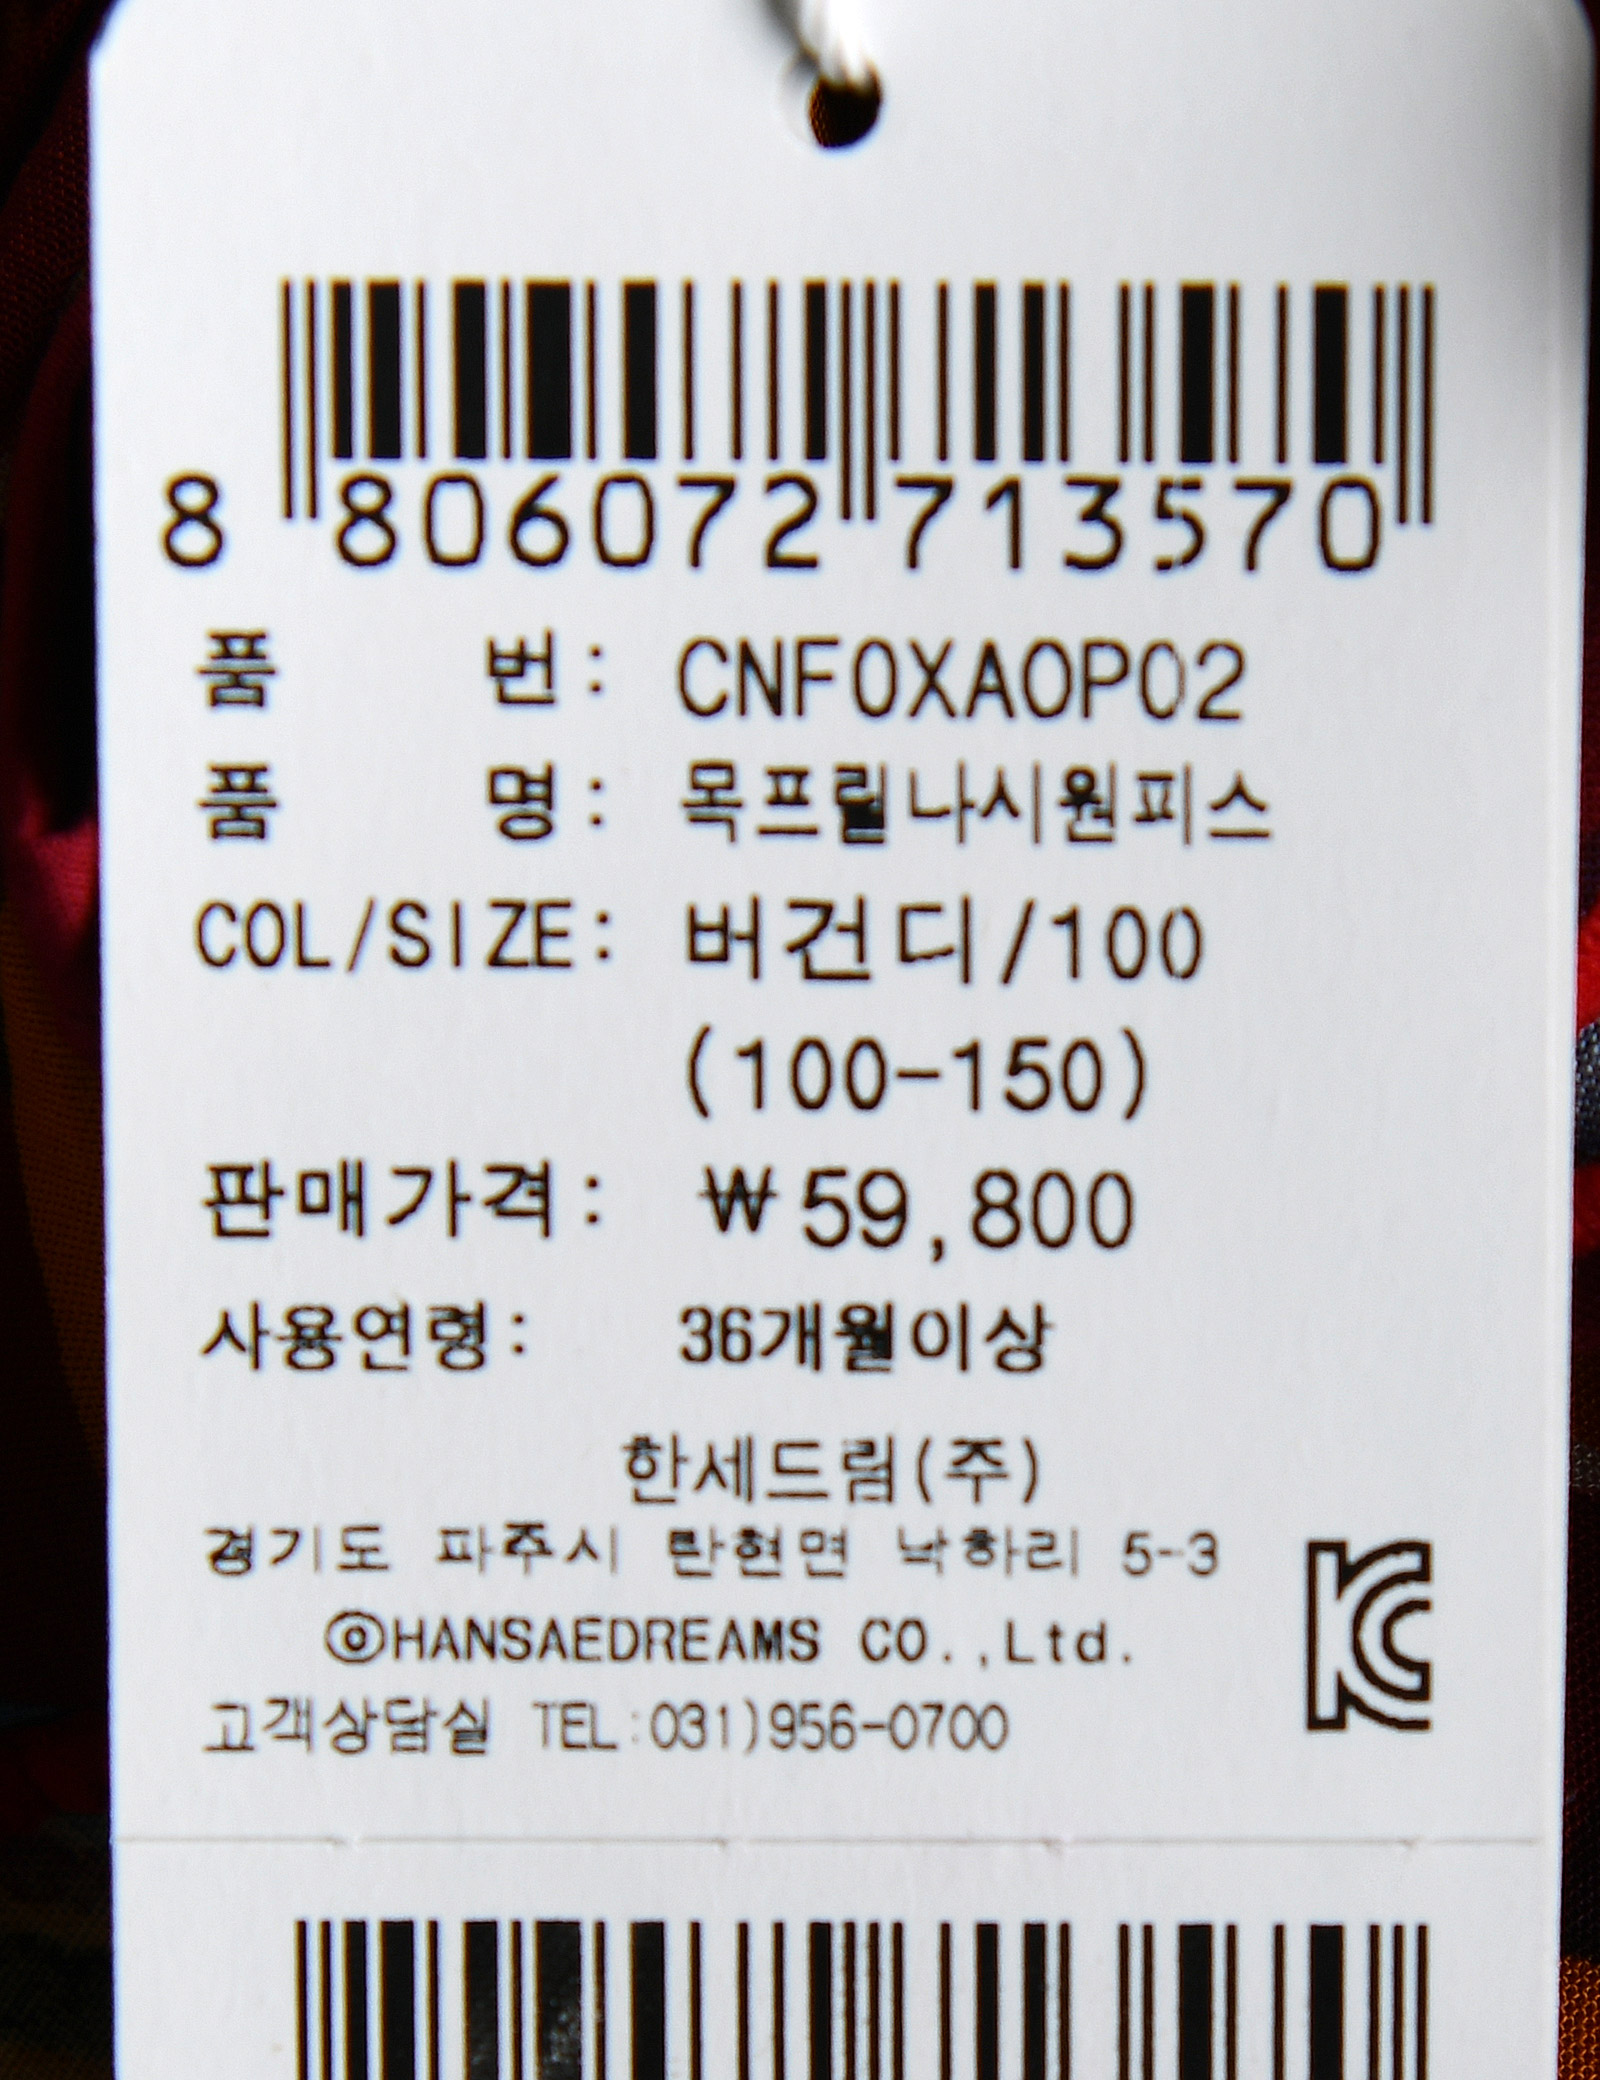 8 806072 713570
품 번: CNF0XAOP02
품 명: 목프릴나시원피스
COL/SIZE: 버건디/100
(100-150)
판매가격: ₩59,800
사용연령: 36개월이상
한세드림(주)
경기도 파주시 탄현면 낙하리 5-3
ⓒHANSAEDREAMS CO.,Ltd.
고객상담실 TEL:031)956-0700